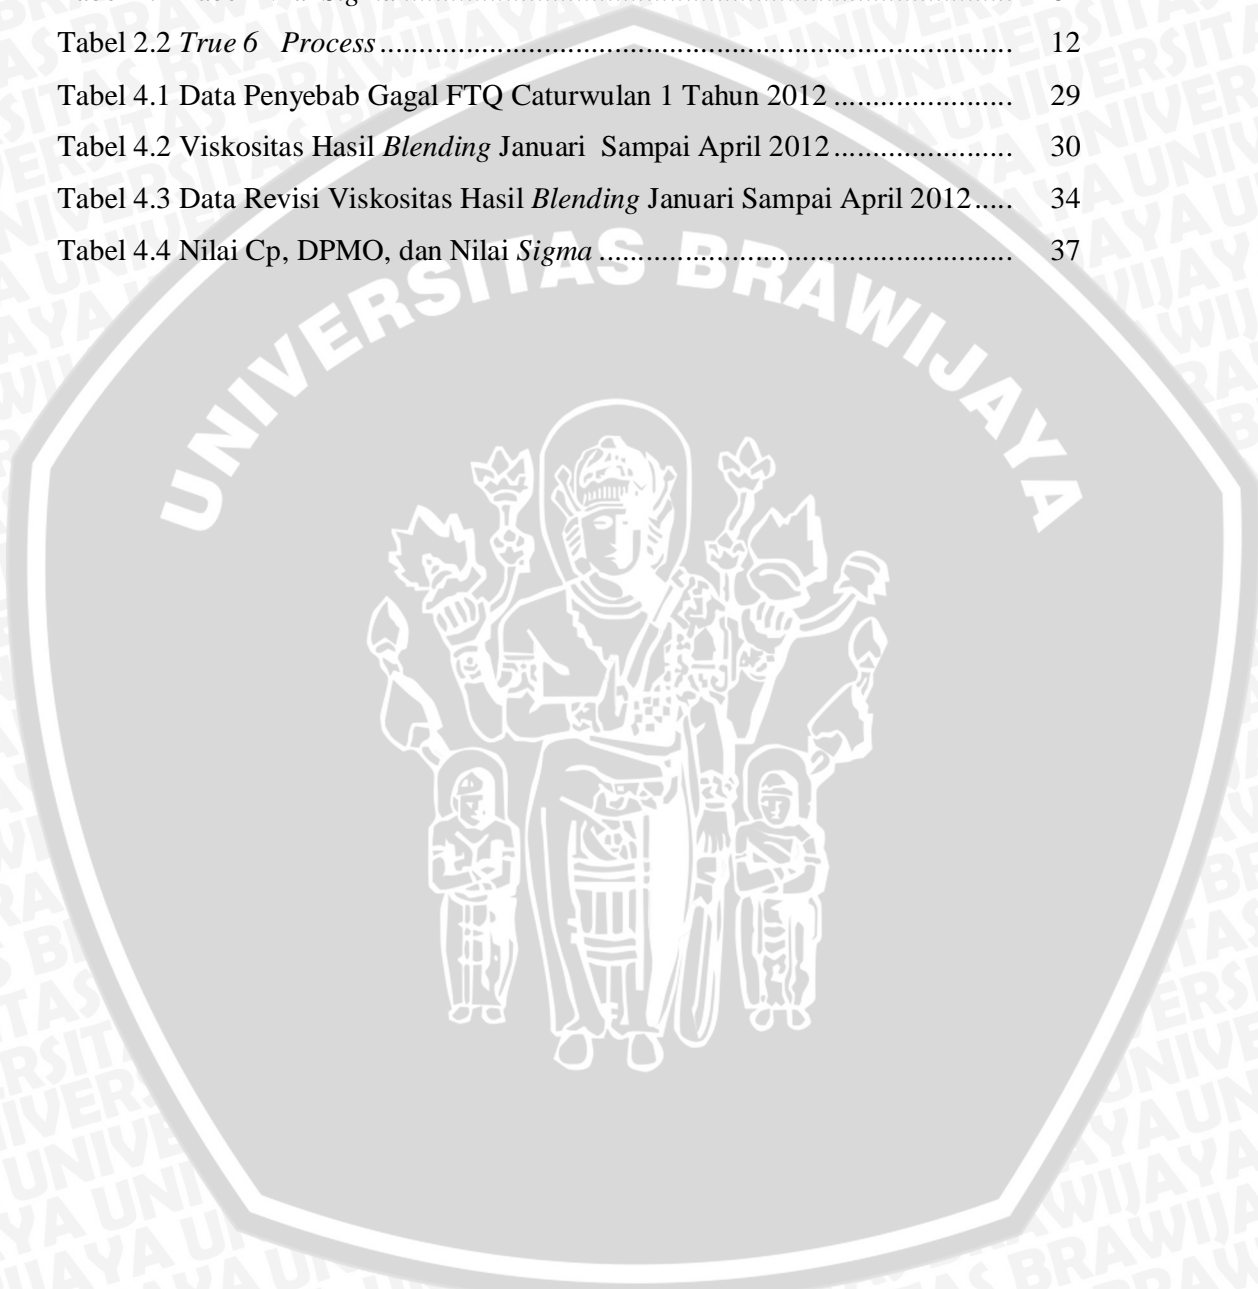 Tabel 2.2 True 6 Process ................................................................... 12
Tabel 4.1 Data Penyebab Gagal FTQ Caturwulan 1 Tahun 2012 ....................... 29
Tabel 4.2 Viskositas Hasil Blending Januari Sampai April 2012 ....................... 30
Tabel 4.3 Data Revisi Viskositas Hasil Blending Januari Sampai April 2012 ..... 34
Tabel 4.4 Nilai Cp, DPMO, dan Nilai Sigma ............................................. 37
UNIVERSITAS BRAWIJAYA